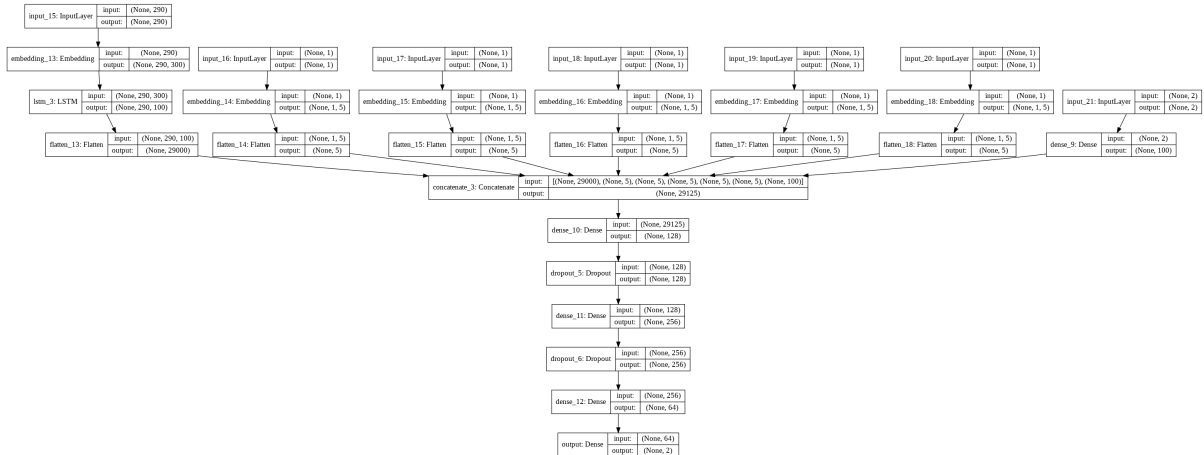 input_15: InputLayer input: (None, 290)
output: (None, 290)
embedding_13: Embedding input: (None, 290)
output: (None, 290, 300)
input_16: InputLayer input: (None, 1)
output: (None, 1)
input_17: InputLayer input: (None, 1)
output: (None, 1)
input_18: InputLayer input: (None, 1)
output: (None, 1)
input_19: InputLayer input: (None, 1)
output: (None, 1)
input_20: InputLayer input: (None, 1)
output: (None, 1)
lstm_3: LSTM input: (None, 290, 300)
output: (None, 290, 100)
embedding_14: Embedding input: (None, 1)
output: (None, 1, 5)
embedding_15: Embedding input: (None, 1)
output: (None, 1, 5)
embedding_16: Embedding input: (None, 1)
output: (None, 1, 5)
embedding_17: Embedding input: (None, 1)
output: (None, 1, 5)
embedding_18: Embedding input: (None, 1)
output: (None, 1, 5)
input_21: InputLayer input: (None, 2)
output: (None, 2)
flatten_13: Flatten input: (None, 290, 100)
output: (None, 29000)
flatten_14: Flatten input: (None, 1, 5)
output: (None, 5)
flatten_15: Flatten input: (None, 1, 5)
output: (None, 5)
flatten_16: Flatten input: (None, 1, 5)
output: (None, 5)
flatten_17: Flatten input: (None, 1, 5)
output: (None, 5)
flatten_18: Flatten input: (None, 1, 5)
output: (None, 5)
dense_9: Dense input: (None, 2)
output: (None, 100)
concatenate_3: Concatenate input: [(None, 29000), (None, 5), (None, 5), (None, 5), (None, 5), (None, 5), (None, 100)]
output: (None, 29125)
dense_10: Dense input: (None, 29125)
output: (None, 128)
dropout_5: Dropout input: (None, 128)
output: (None, 128)
dense_11: Dense input: (None, 128)
output: (None, 256)
dropout_6: Dropout input: (None, 256)
output: (None, 256)
dense_12: Dense input: (None, 256)
output: (None, 64)
output: Dense input: (None, 64)
output: (None, 2)